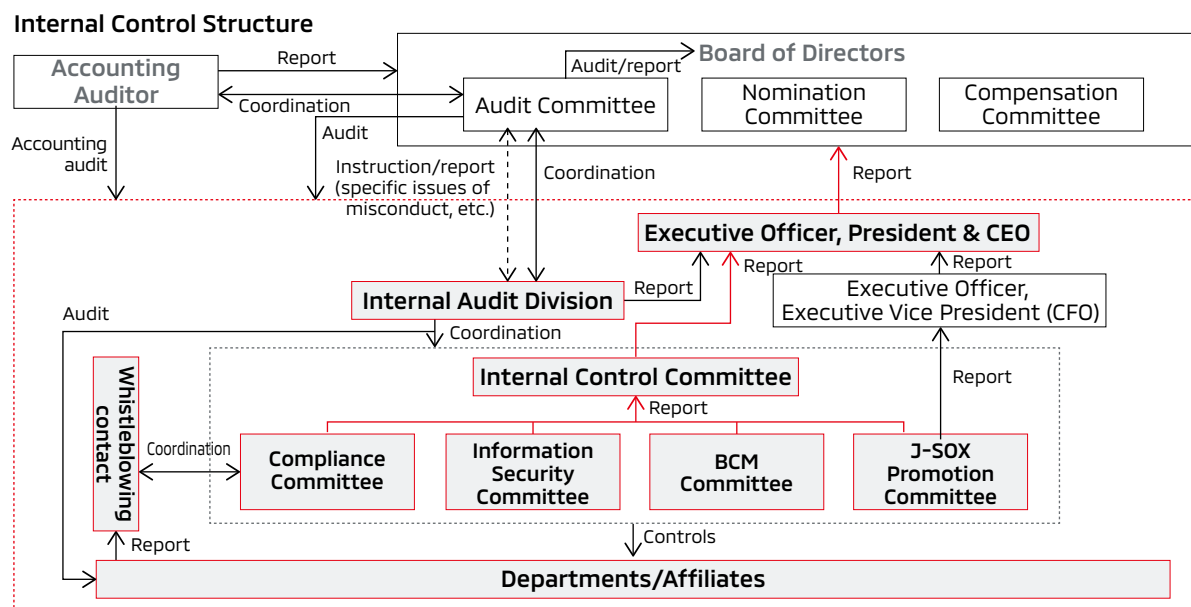 Internal Control Structure
Accounting
Auditor
Report
Coordination
Board of Directors
Audit/report
Audit Committee
Nomination
Committee
Compensation
Committee
Accounting
audit
Audit
Instruction/report
(specific issues of
misconduct, etc.)
Coordination
Report
Executive Officer, President & CEO
Report
Report
Report
Internal Audit Division
Executive Officer,
Executive Vice President (CFO)
Audit
Coordination
Internal Control Committee
Report
Report
Whistleblowing
contact
Coordination
Compliance
Committee
Information
Security
Committee
BCM
Committee
J-SOX
Promotion
Committee
Report
Controls
Departments/Affiliates